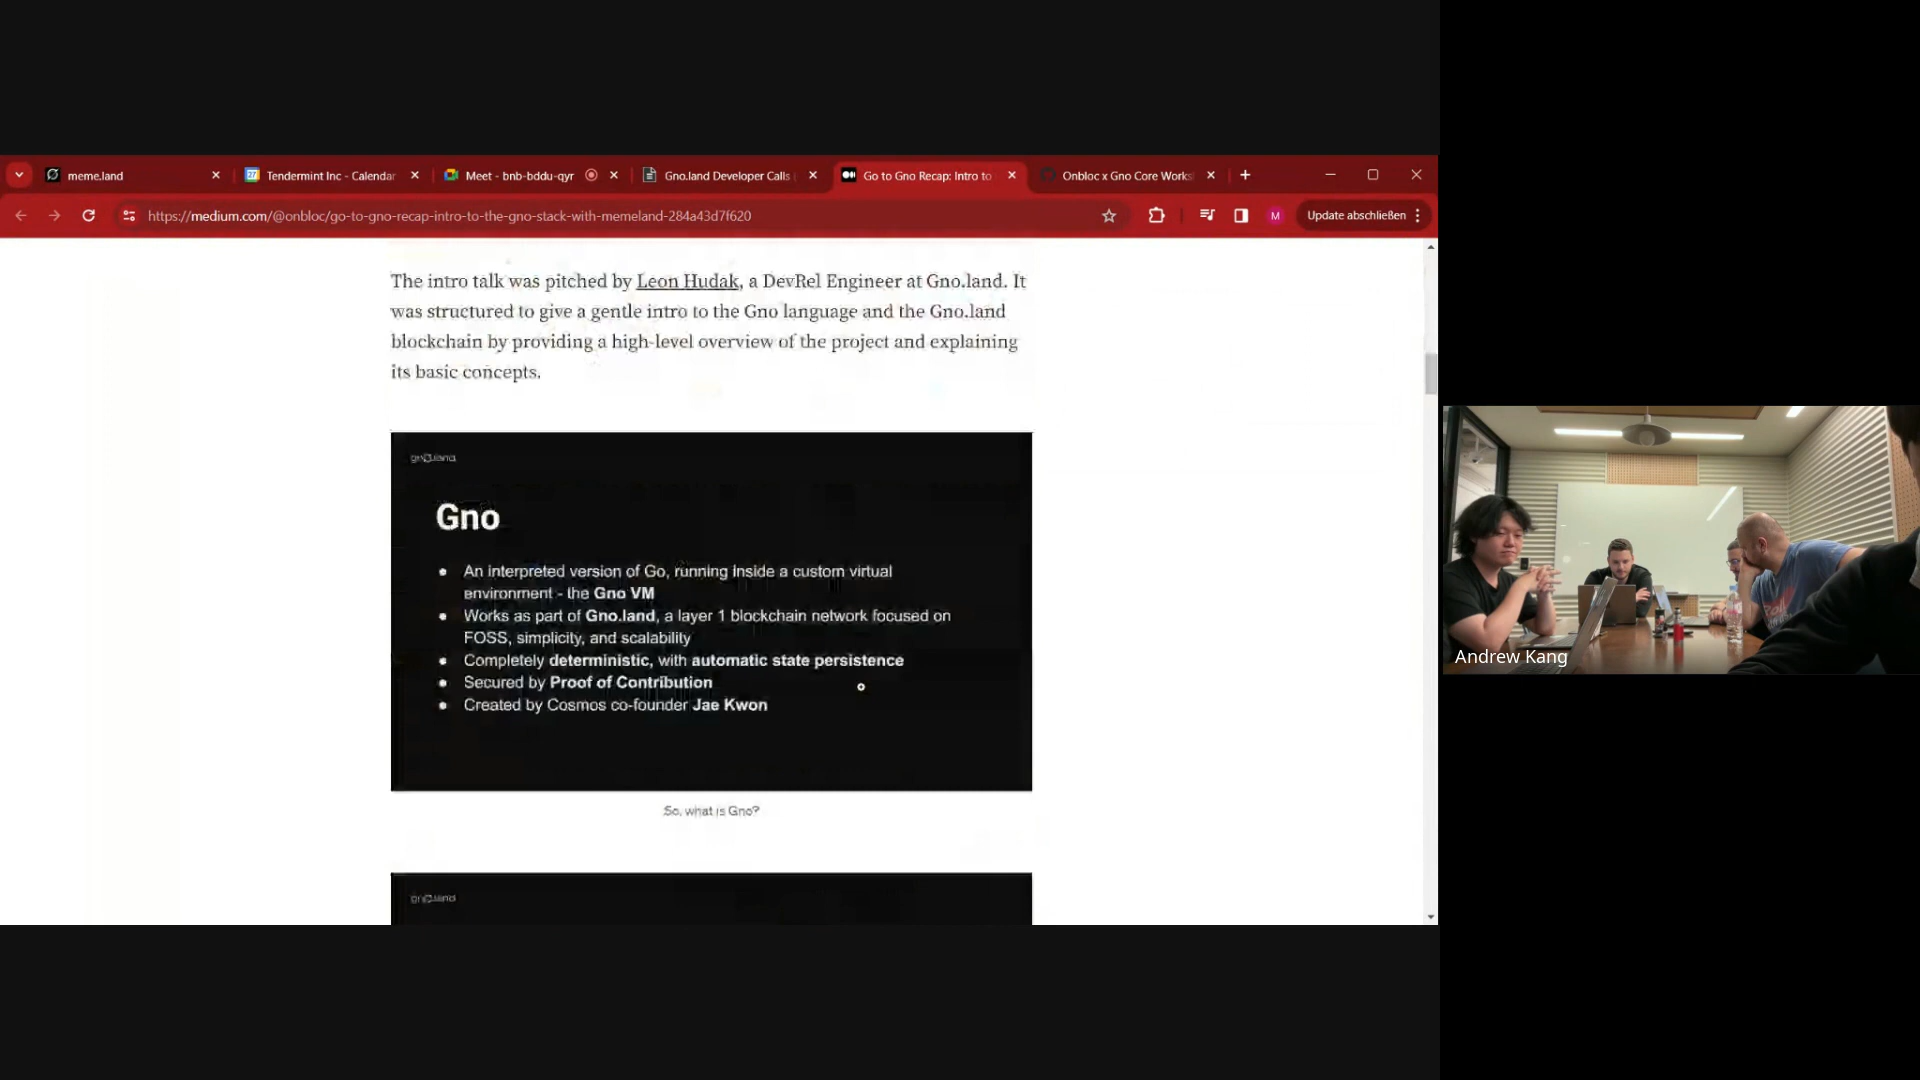 meme.land
Tendermint Inc - Calendar
Meet - bnb-bddu-qyr
Gno.land Developer Calls
Go to Gno Recap: Intro to
Onbloc x Gno Core Works
https://medium.com/@onbloc/go-to-gno-recap-intro-to-the-gno-stack-with-memeland-284a43d7f620
M
Update abschließen
The intro talk was pitched by Leon Hudak, a DevRel Engineer at Gno.land. It
was structured to give a gentle intro to the Gno language and the Gno.land
blockchain by providing a high-level overview of the project and explaining
its basic concepts.
gno.land
Gno
• An interpreted version of Go, running inside a custom virtual
environment - the Gno VM
• Works as part of Gno.land, a layer 1 blockchain network focused on
FOSS, simplicity, and scalability
• Completely deterministic, with automatic state persistence
• Secured by Proof of Contribution
• Created by Cosmos co-founder Jae Kwon
So, what is Gno?
gno.land
Andrew Kang